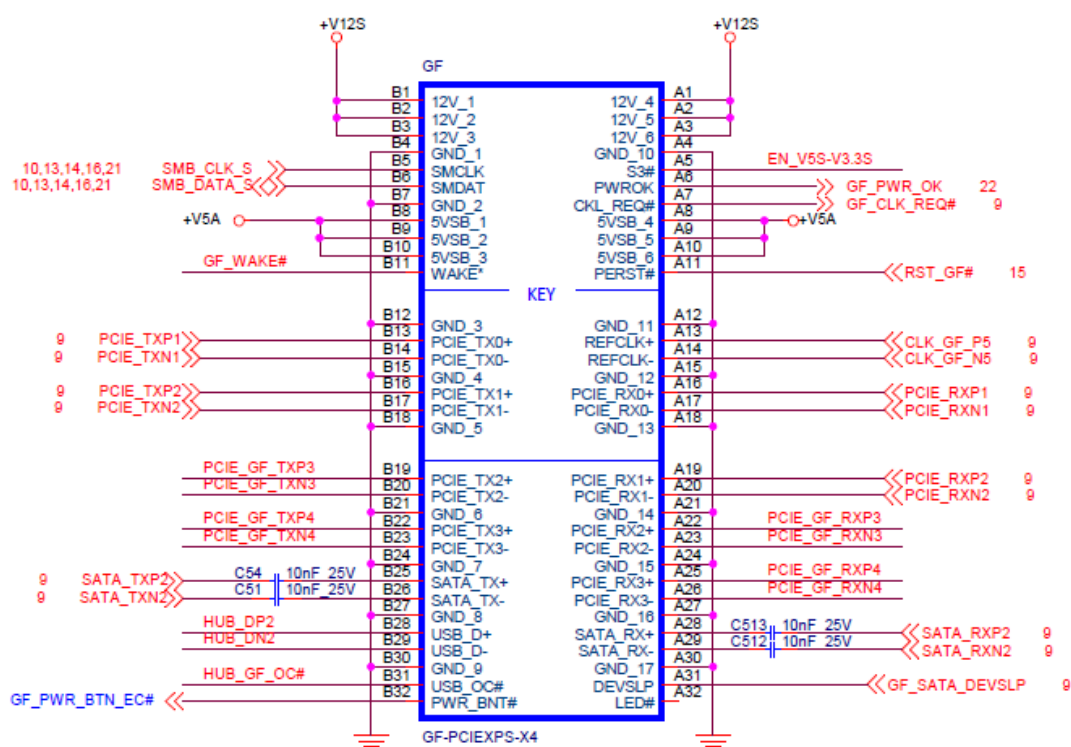 +V12S +V12S
GF
B1 12V_1 12V_4 A1
B2 12V_2 12V_5 A2
B3 12V_3 12V_6 A3
B4 GND_1 GND_10 A4
10,13,14,16,21 SMB_CLK_S B5 SMCLK S3# A5 EN_V5S-V3.3S
10,13,14,16,21 SMB_DATA_S B6 SMDAT PWROK A6 GF_PWR_OK 22
B7 GND_2 CKL_REQ# A7 GF_CLK_REQ# 9
+V5A B8 5VSB_1 5VSB_4 A8 +V5A
B9 5VSB_2 5VSB_5 A9
B10 5VSB_3 5VSB_6 A10
GF_WAKE# B11 WAKE* PERST# A11 RST_GF# 15
KEY
B12 GND_3 GND_11 A12
9 PCIE_TXP1 B13 PCIE_TX0+ REFCLK+ A13 CLK_GF_P5 9
9 PCIE_TXN1 B14 PCIE_TX0- REFCLK- A14 CLK_GF_N5 9
B15 GND_4 GND_12 A15
9 PCIE_TXP2 B16 PCIE_TX1+ PCIE_RX0+ A16 PCIE_RXP1 9
9 PCIE_TXN2 B17 PCIE_TX1- PCIE_RX0- A17 PCIE_RXN1 9
B18 GND_5 GND_13 A18
PCIE_GF_TXP3 B19 PCIE_TX2+ PCIE_RX1+ A19 PCIE_RXP2 9
PCIE_GF_TXN3 B20 PCIE_TX2- PCIE_RX1- A20 PCIE_RXN2 9
B21 GND_6 GND_14 A21
PCIE_GF_TXP4 B22 PCIE_TX3+ PCIE_RX2+ A22 PCIE_GF_RXP3
PCIE_GF_TXN4 B23 PCIE_TX3- PCIE_RX2- A23 PCIE_GF_RXN3
B24 GND_7 GND_15 A24
9 SATA_TXP2 C54 10nF_25V B25 SATA_TX+ PCIE_RX3+ A25 PCIE_GF_RXP4
9 SATA_TXN2 C51 10nF_25V B26 SATA_TX- PCIE_RX3- A26 PCIE_GF_RXN4
B27 GND_8 GND_16 A27
HUB_DP2 B28 USB_D+ SATA_RX+ A28 C513 10nF_25V SATA_RXP2 9
HUB_DN2 B29 USB_D- SATA_RX- A29 C512 10nF_25V SATA_RXN2 9
B30 GND_9 GND_17 A30
HUB_GF_OC# B31 USB_OC# DEVSLP A31 GF_SATA_DEVSLP 9
GF_PWR_BTN_EC# B32 PWR_BNT# LED# A32
GF-PCIEXPS-X4